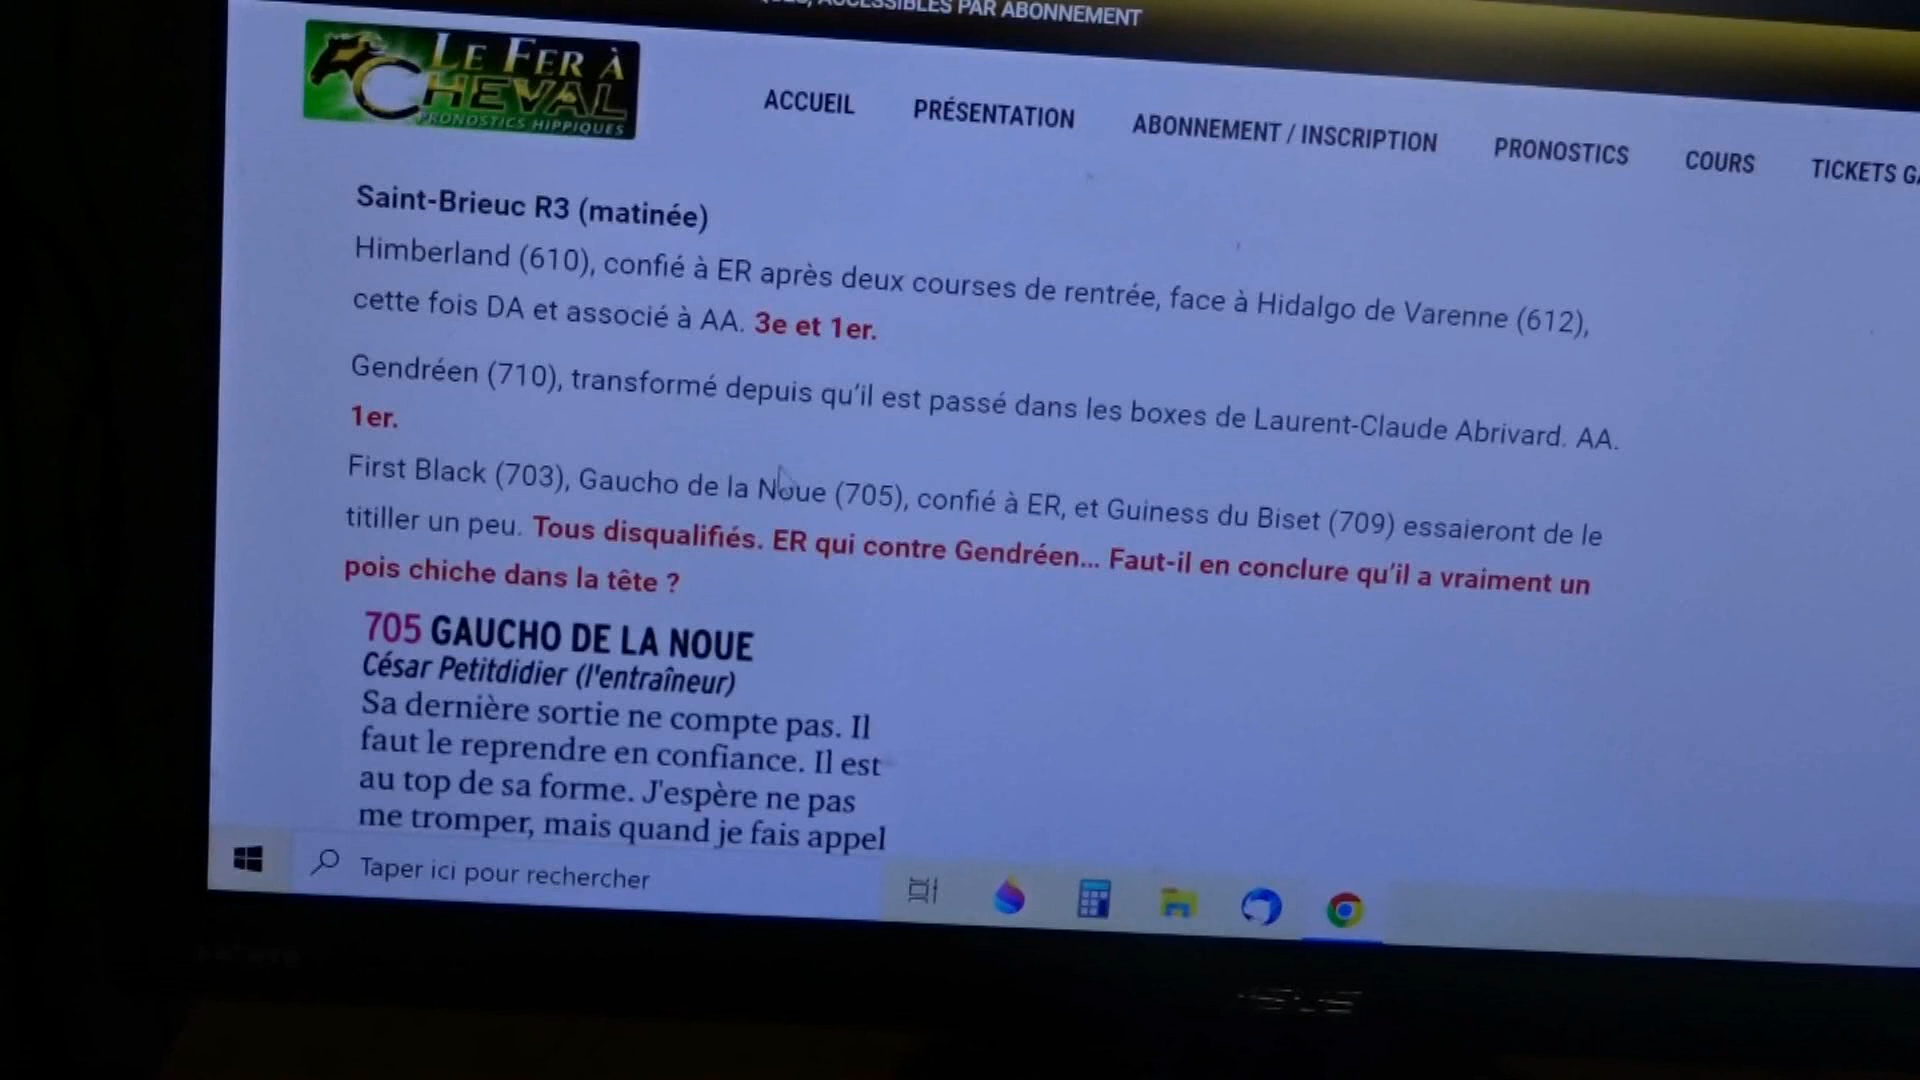 ACCESSIBLES PAR ABONNEMENT
LE FER À
CHEVAL
PRONOSTICS HIPPIQUES
ACCUEIL PRÉSENTATION ABONNEMENT / INSCRIPTION PRONOSTICS COURS TICKETS
Saint-Brieuc R3 (matinée)
Himberland (610), confié à ER après deux courses de rentrée, face à Hidalgo de Varenne (612),
cette fois DA et associé à AA. 3e et 1er.
Gendréen (710), transformé depuis qu'il est passé dans les boxes de Laurent-Claude Abrivard. AA.
1er.
First Black (703), Gaucho de la Noue (705), confié à ER, et Guiness du Biset (709) essaieront de le
titiller un peu. Tous disqualifiés. ER qui contre Gendréen... Faut-il en conclure qu'il a vraiment un
pois chiche dans la tête ?
705 GAUCHO DE LA NOUE
César Petitdidier (l'entraîneur)
Sa dernière sortie ne compte pas. Il
faut le reprendre en confiance. Il est
au top de sa forme. J'espère ne pas
me tromper, mais quand je fais appel
Taper ici pour rechercher